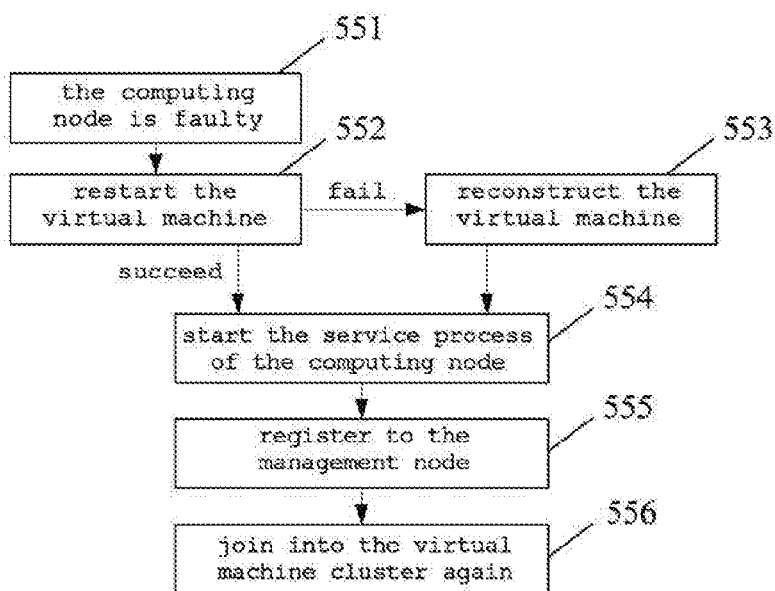 551
the computing
node is faulty
552
553
restart the
virtual machine
fail
reconstruct the
virtual machine
succeed
554
start the service process
of the computing node
555
register to the
management node
556
join into the virtual
machine cluster again